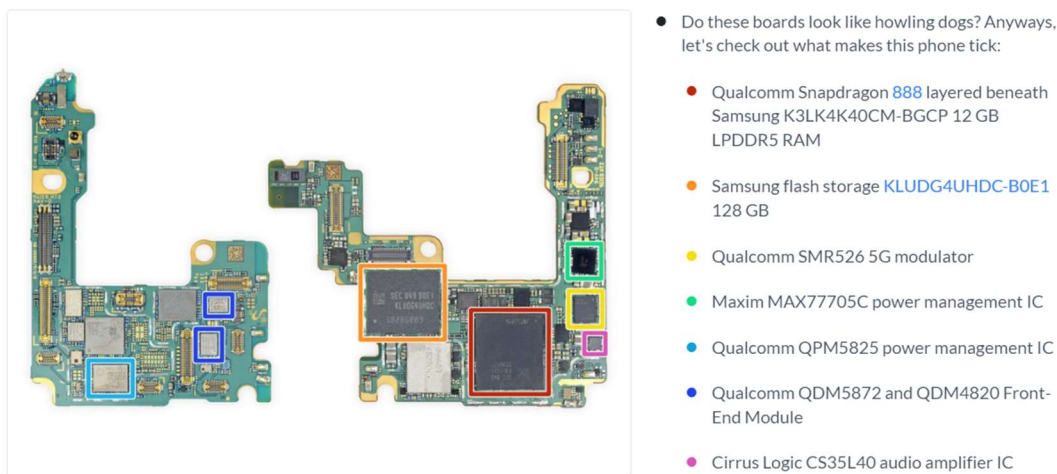 Do these boards look like howling dogs? Anyways,
let's check out what makes this phone tick:
Qualcomm Snapdragon 888 layered beneath
Samsung K3LK4K40CM-BGCP 12 GB
LPDDR5 RAM
Samsung flash storage KLUDG4UHDC-B0E1
128 GB
Qualcomm SMR526 5G modulator
Maxim MAX77705C power management IC
Qualcomm QPM5825 power management IC
Qualcomm QDM5872 and QDM4820 Front-
End Module
Cirrus Logic CS35L40 audio amplifier IC